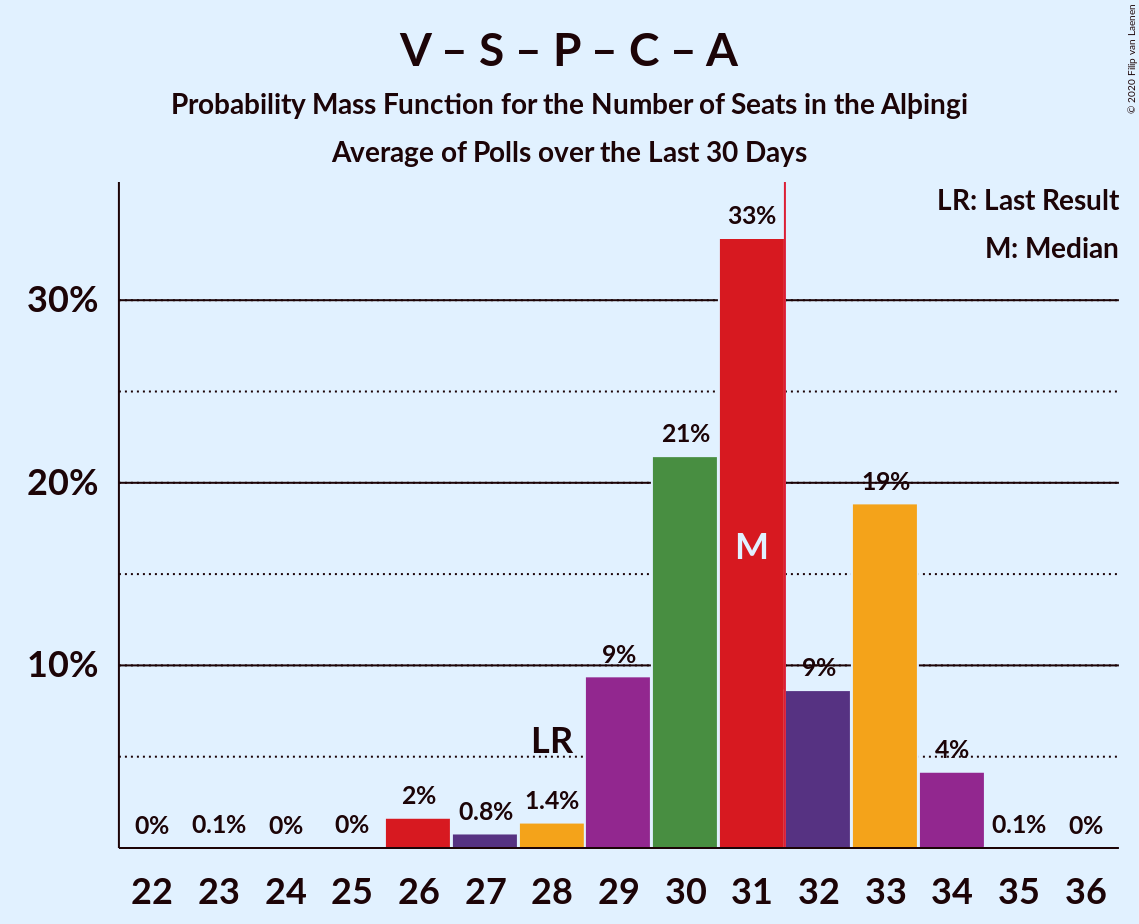 V – S – P – C – A
Probability Mass Function for the Number of Seats in the Alþingi
Average of Polls over the Last 30 Days
© 2020 Filip van Laenen
LR: Last Result
M: Median
30%
20%
10%
0%
0.1%
0%
0%
2%
0.8%
1.4%
LR
9%
21%
33%
M
9%
19%
4%
0.1%
0%
22 23 24 25 26 27 28 29 30 31 32 33 34 35 36